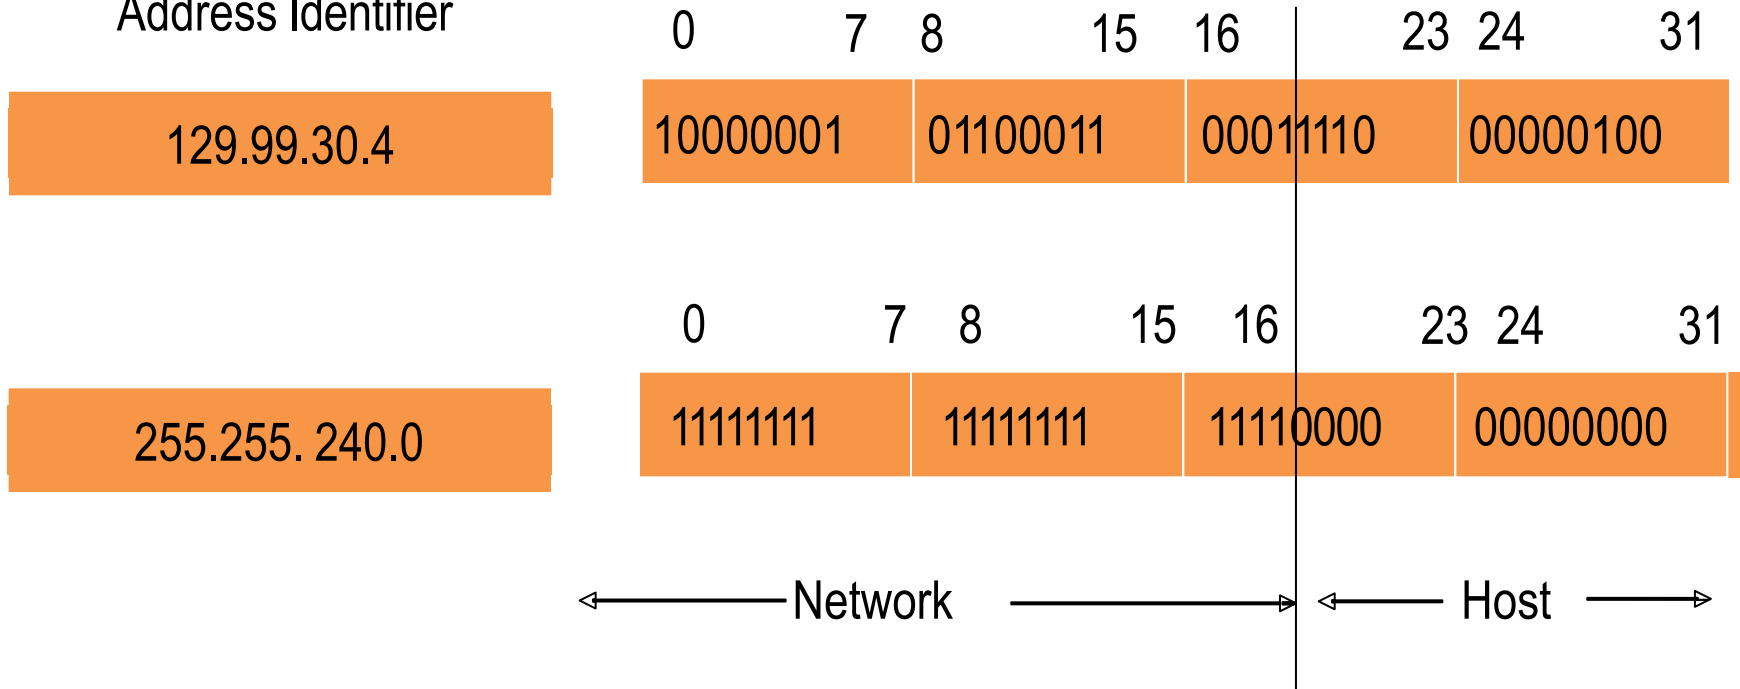 Address Identifier
0 7 8 15 16 23 24 31
129.99.30.4 10000001 01100011 00011110 00000100
0 7 8 15 16 23 24 31
255.255. 240.0 11111111 11111111 11110000 00000000
Network Host